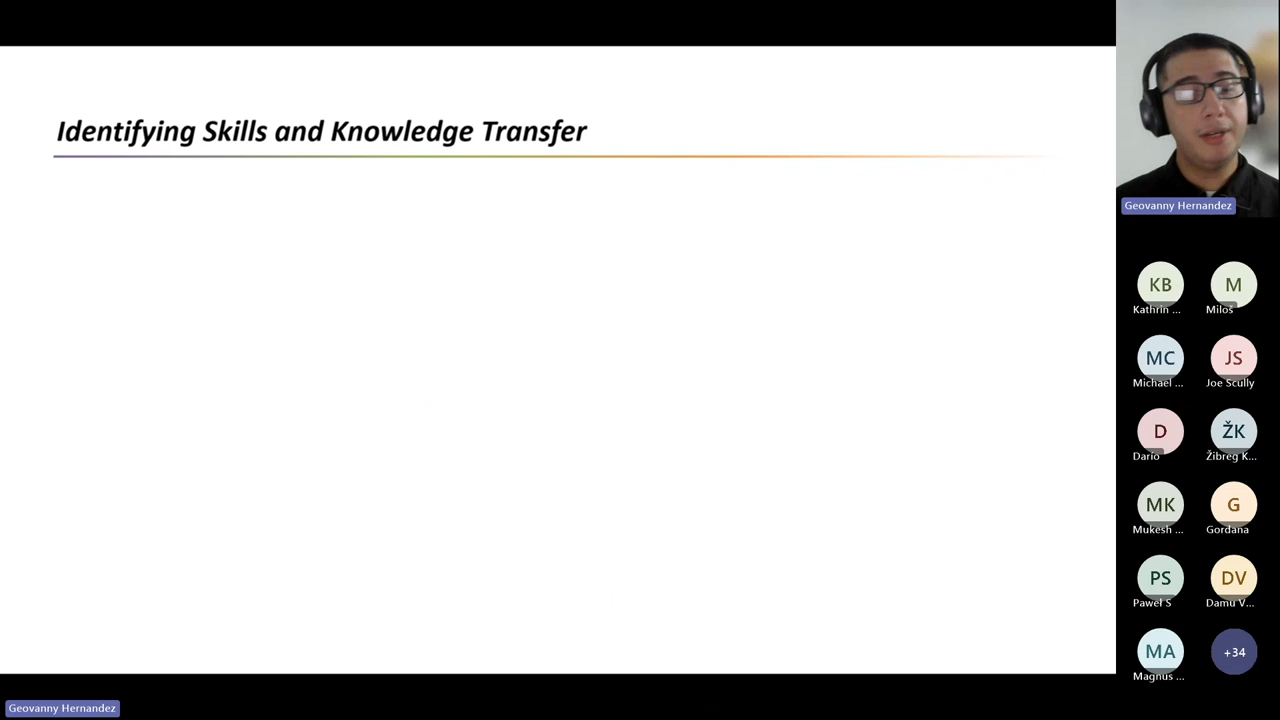 Identifying Skills and Knowledge Transfer
Geovanny Hernandez
KB
Kathrin ...
M
Miloš
MC
Michael ...
JS
Joe Scully
D
Dario
ŽK
Žibreg K...
MK
Mukesh ...
G
Gordana
PS
Paweł S
DV
Damu V...
MA
Magnus ...
+34
Geovanny Hernandez